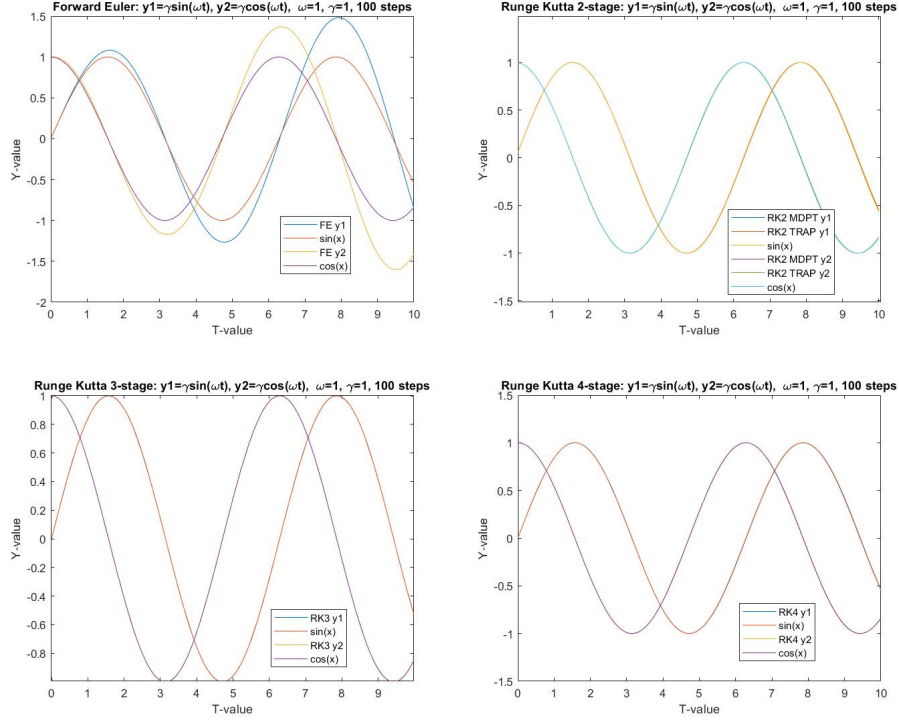 Forward Euler: y1=γsin(ωt), y2=γcos(ωt), ω=1, γ=1, 100 steps
1.5
1
0.5
0
-0.5
-1
-1.5
-2
Y-value
FE y1
sin(x)
FE y2
cos(x)
0 1 2 3 4 5 6 7 8 9 10
T-value
Runge Kutta 2-stage: y1=γsin(ωt), y2=γcos(ωt), ω=1, γ=1, 100 steps
1.5
1
0.5
0
-0.5
-1
-1.5
Y-value
RK2 MDPT y1
RK2 TRAP y1
sin(x)
RK2 MDPT y2
RK2 TRAP y2
cos(x)
0 1 2 3 4 5 6 7 8 9 10
T-value
Runge Kutta 3-stage: y1=γsin(ωt), y2=γcos(ωt), ω=1, γ=1, 100 steps
1
0.8
0.6
0.4
0.2
0
-0.2
-0.4
-0.6
-0.8
Y-value
RK3 y1
sin(x)
RK3 y2
cos(x)
0 1 2 3 4 5 6 7 8 9
T-value
Runge Kutta 4-stage: y1=γsin(ωt), y2=γcos(ωt), ω=1, γ=1, 100 steps
1.5
1
0.5
0
-0.5
-1
-1.5
Y-value
RK4 y1
sin(x)
RK4 y2
cos(x)
0 1 2 3 4 5 6 7 8 9 10
T-value